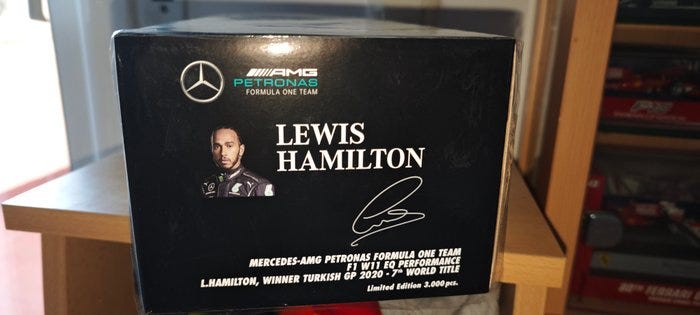 AMG
PETRONAS
FORMULA ONE TEAM
LEWIS
HAMILTON
MERCEDES-AMG PETRONAS FORMULA ONE TEAM
F1 W11 EQ PERFORMANCE
L.HAMILTON, WINNER TURKISH GP 2020 - 7th WORLD TITLE
Limited Edition 3.000 pcs.